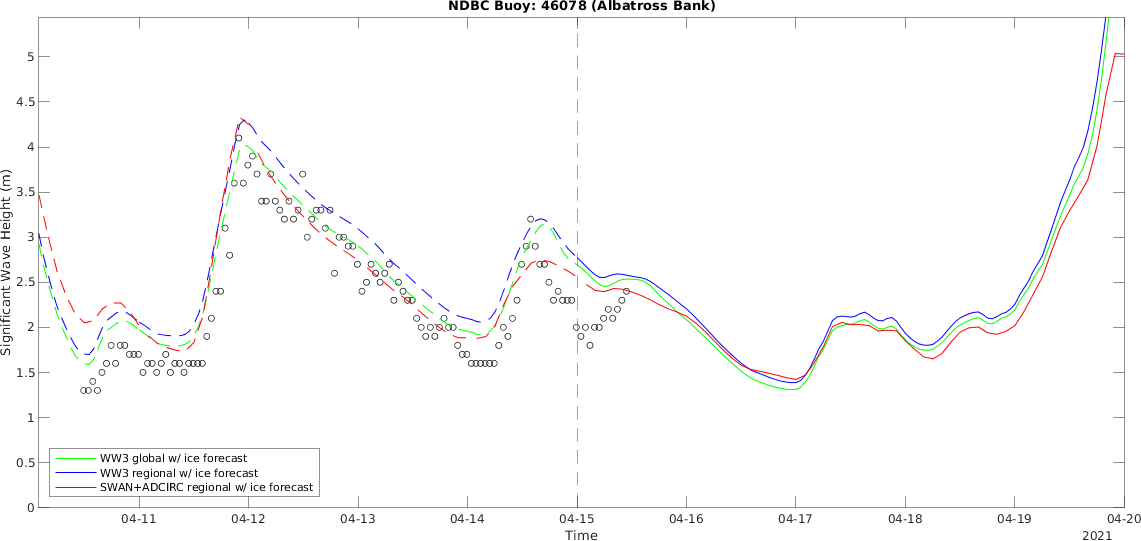 NDBC Buoy: 46078 (Albatross Bank)
Significant Wave Height (m)
5
4.5
4
3.5
3
2.5
2
1.5
1
0.5
0
WW3 global w/ ice forecast
WW3 regional w/ ice forecast
SWAN+ADCIRC regional w/ ice forecast
04-11 04-12 04-13 04-14 04-15 04-16 04-17 04-18 04-19 04-20
Time
2021